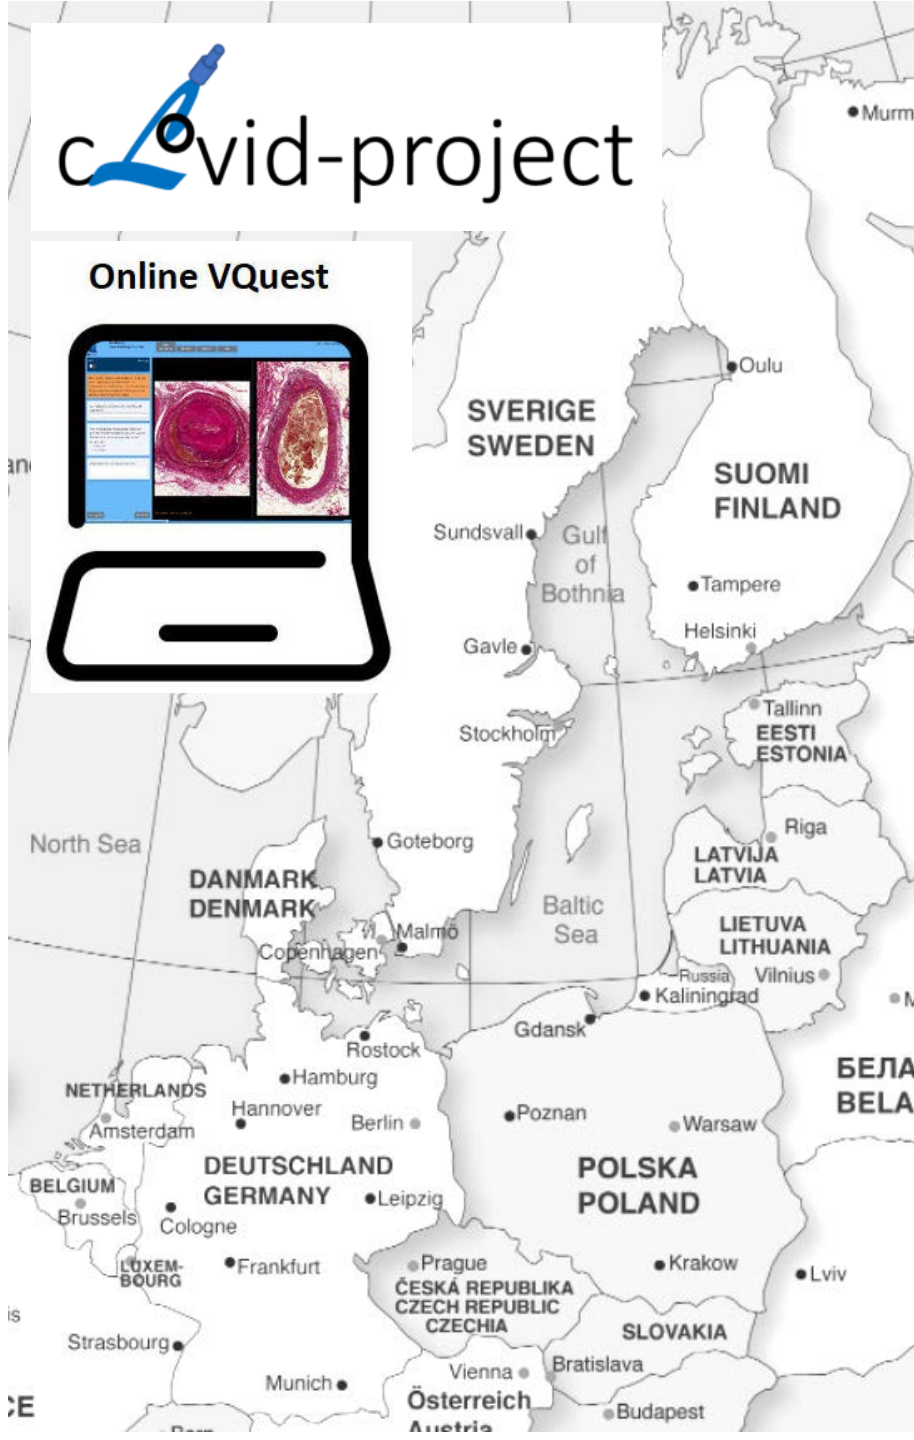 cLovid-project
Online VQuest
Murm
Oulu
SVERIGE
SWEDEN
SUOMI
FINLAND
Sundsvall
Gulf
of
Bothnia
Tampere
Helsinki
Gavle
Tallinn
Stockholm
EESTI
ESTONIA
North Sea
Goteborg
Riga
LATVIJA
LATVIA
DANMARK
DENMARK
Baltic
Sea
LIETUVA
LITHUANIA
Malmö
Copenhagen
Russia
Vilnius
Kaliningrad
Gdansk
Rostock
Hamburg
БЕЛА
BELA
NETHERLANDS
Amsterdam
Hannover
Berlin
Poznan
Warsaw
DEUTSCHLAND
GERMANY
POLSKA
POLAND
BELGIUM
Brussels
Leipzig
Cologne
LUXEM-
BOURG
Frankfurt
Prague
Krakow
Lviv
ČESKÁ REPUBLIKA
CZECH REPUBLIC
CZECHIA
SLOVAKIA
Strasbourg
Munich
Vienna
Bratislava
Österreich
Austria
Budapest
Bern